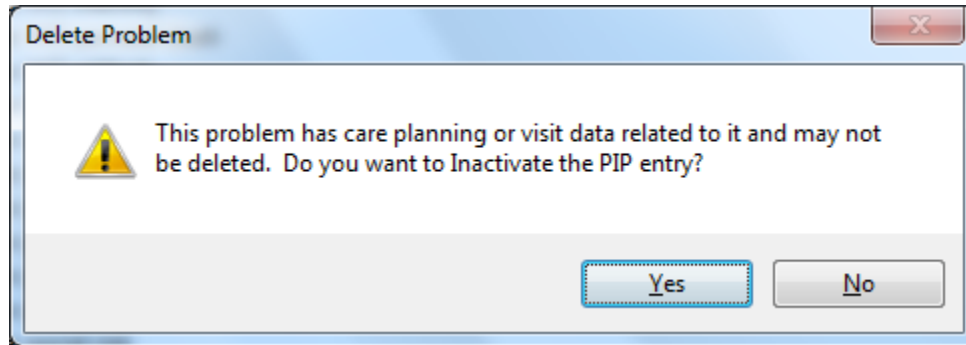 Delete Problem
This problem has care planning or visit data related to it and may not
be deleted.  Do you want to Inactivate the PIP entry?
Yes
No